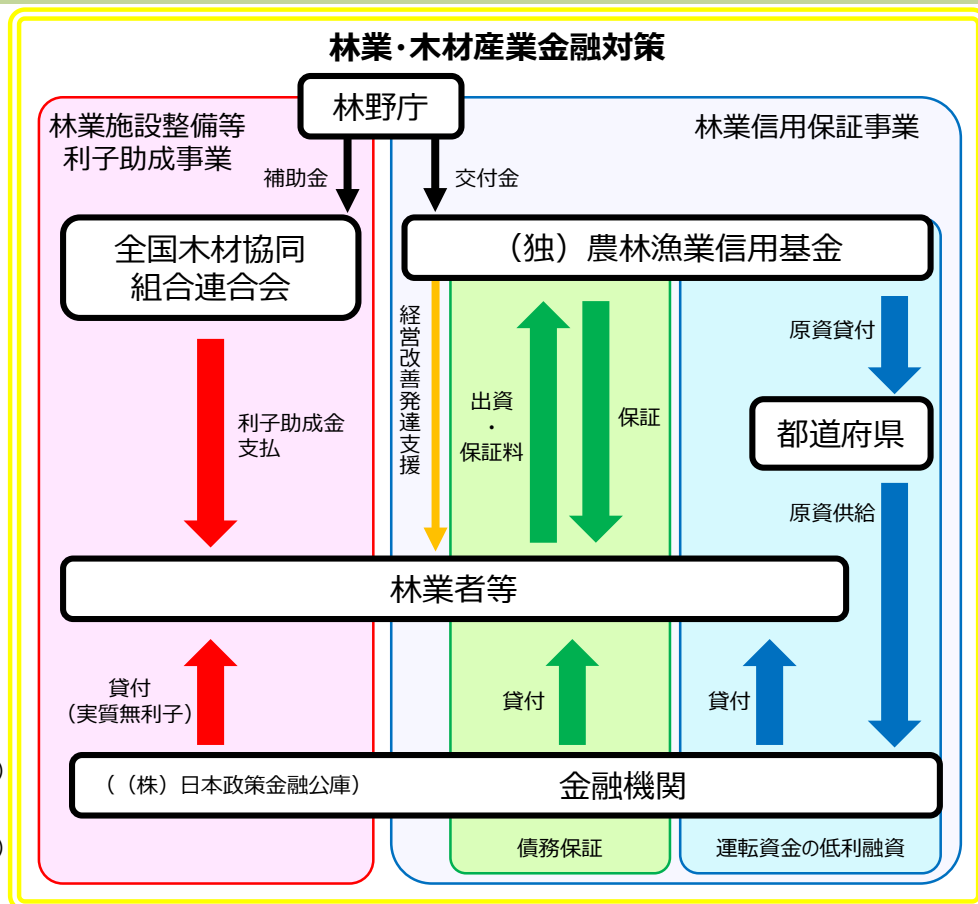 林業・木材産業金融対策
林野庁
林業施設整備等
利子助成事業
林業信用保証事業
補助金
交付金
全国木材協同
組合連合会
（独）農林漁業信用基金
経営改善発達支援
原資貸付
出資
・
保証料
保証
利子助成金
支払
都道府県
原資供給
林業者等
貸付
（実質無利子）
貸付
貸付
（（株）日本政策金融公庫）
金融機関
）
）
債務保証
運転資金の低利融資